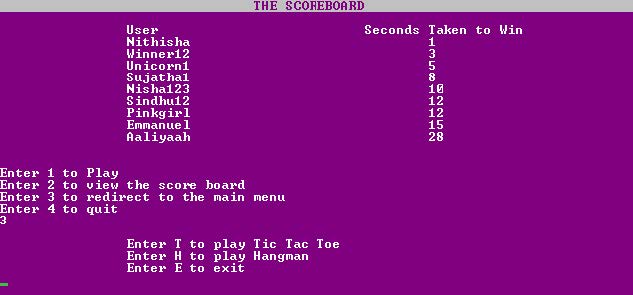 THE SCOREBOARD
User Seconds Taken to Win
Nithisha 1
Winner12 3
Unicorn1 5
Sujatha1 8
Nisha123 10
Sindhu12 12
Pinkgirl 12
Emmanuel 15
Aaliyaah 28
Enter 1 to Play
Enter 2 to view the score board
Enter 3 to redirect to the main menu
Enter 4 to quit
3
Enter T to play Tic Tac Toe
Enter H to play Hangman
Enter E to exit